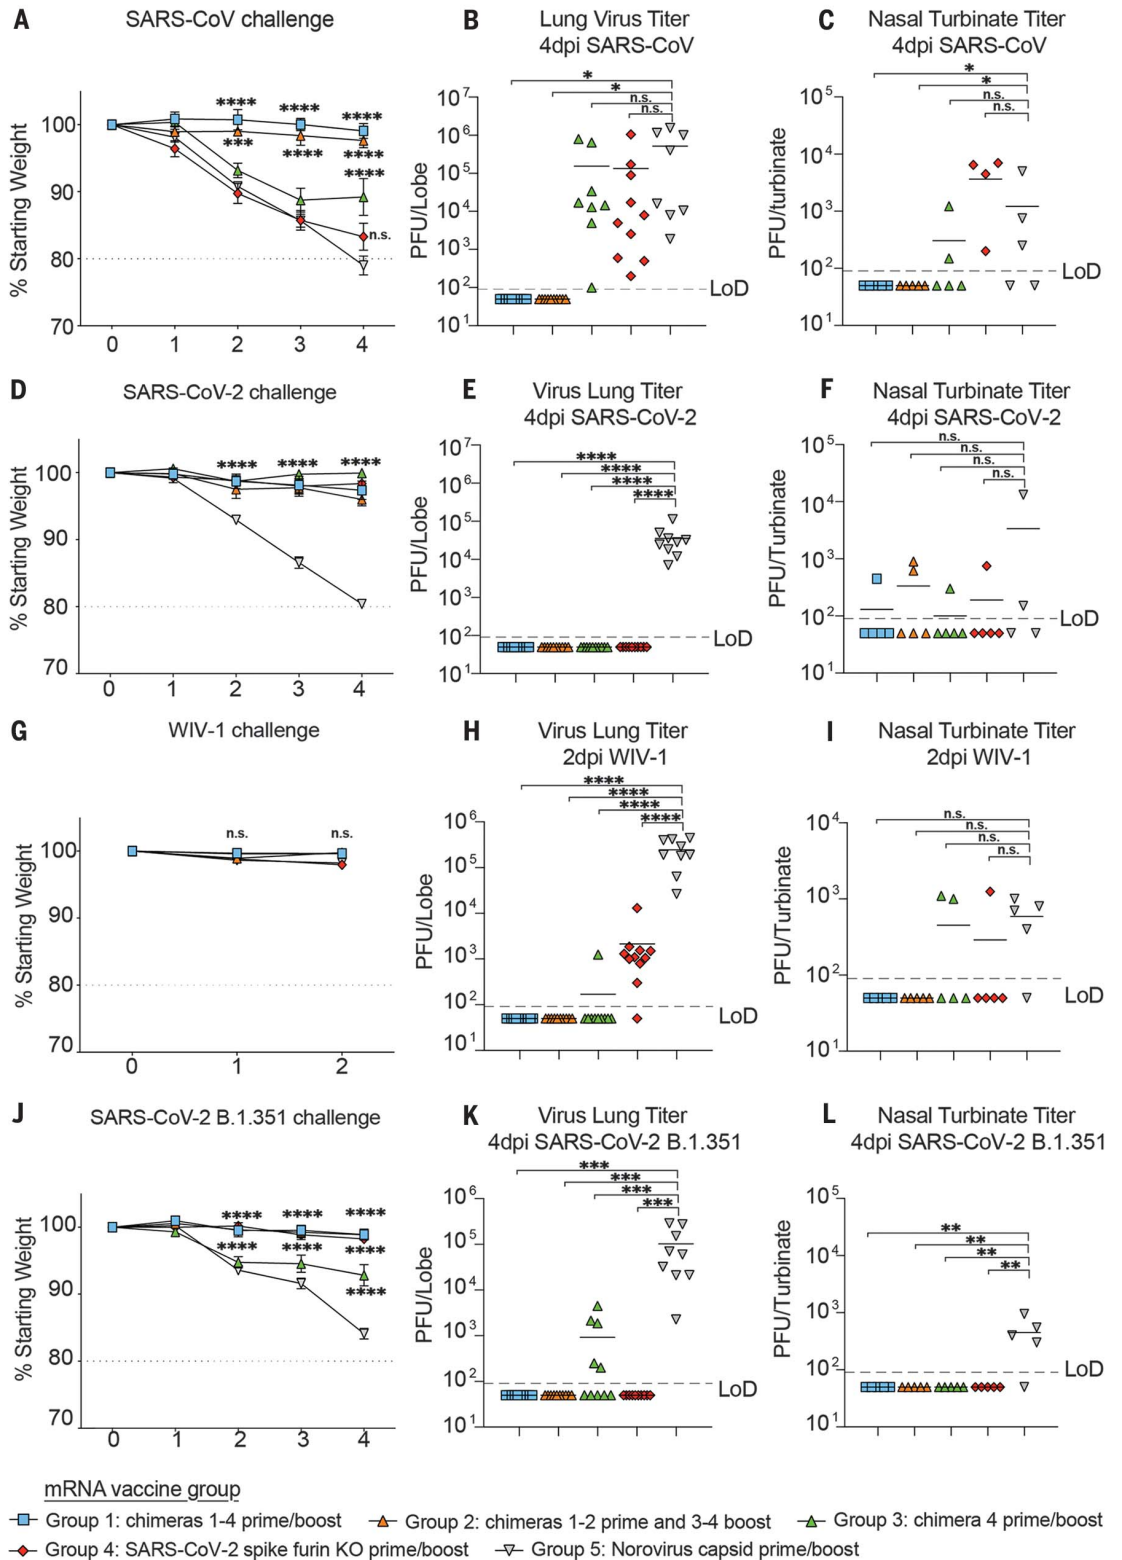 A
SARS-CoV challenge
% Starting Weight
100
90
80
70
0 1 2 3 4
****
****
****
***
****
****
****
n.s.
B
Lung Virus Titer
4dpi SARS-CoV
PFU/Lobe
10⁷
10⁶
10⁵
10⁴
10³
10²
10¹
*
*
n.s.
n.s.
LoD
C
Nasal Turbinate Titer
4dpi SARS-CoV
PFU/turbinate
10⁵
10⁴
10³
10²
10¹
*
*
n.s.
n.s.
LoD
D
SARS-CoV-2 challenge
% Starting Weight
100
90
80
70
0 1 2 3 4
****
****
****
E
Virus Lung Titer
4dpi SARS-CoV-2
PFU/Lobe
10⁷
10⁶
10⁵
10⁴
10³
10²
10¹
****
****
****
****
LoD
F
Nasal Turbinate Titer
4dpi SARS-CoV-2
PFU/Turbinate
10⁵
10⁴
10³
10²
10¹
n.s.
n.s.
n.s.
n.s.
LoD
G
WIV-1 challenge
% Starting Weight
100
90
80
70
0 1 2
n.s.
n.s.
H
Virus Lung Titer
2dpi WIV-1
PFU/Lobe
10⁶
10⁵
10⁴
10³
10²
10¹
****
****
****
****
LoD
I
Nasal Turbinate Titer
2dpi WIV-1
PFU/Turbinate
10⁴
10³
10²
10¹
n.s.
n.s.
n.s.
n.s.
LoD
J
SARS-CoV-2 B.1.351 challenge
% Starting Weight
100
90
80
70
0 1 2 3 4
****
****
****
****
****
****
****
K
Virus Lung Titer
4dpi SARS-CoV-2 B.1.351
PFU/Lobe
10⁶
10⁵
10⁴
10³
10²
10¹
***
***
***
***
LoD
L
Nasal Turbinate Titer
4dpi SARS-CoV-2 B.1.351
PFU/Turbinate
10⁵
10⁴
10³
10²
10¹
**
**
**
**
LoD
mRNA vaccine group
Group 1: chimeras 1-4 prime/boost
Group 2: chimeras 1-2 prime and 3-4 boost
Group 3: chimera 4 prime/boost
Group 4: SARS-CoV-2 spike furin KO prime/boost
Group 5: Norovirus capsid prime/boost